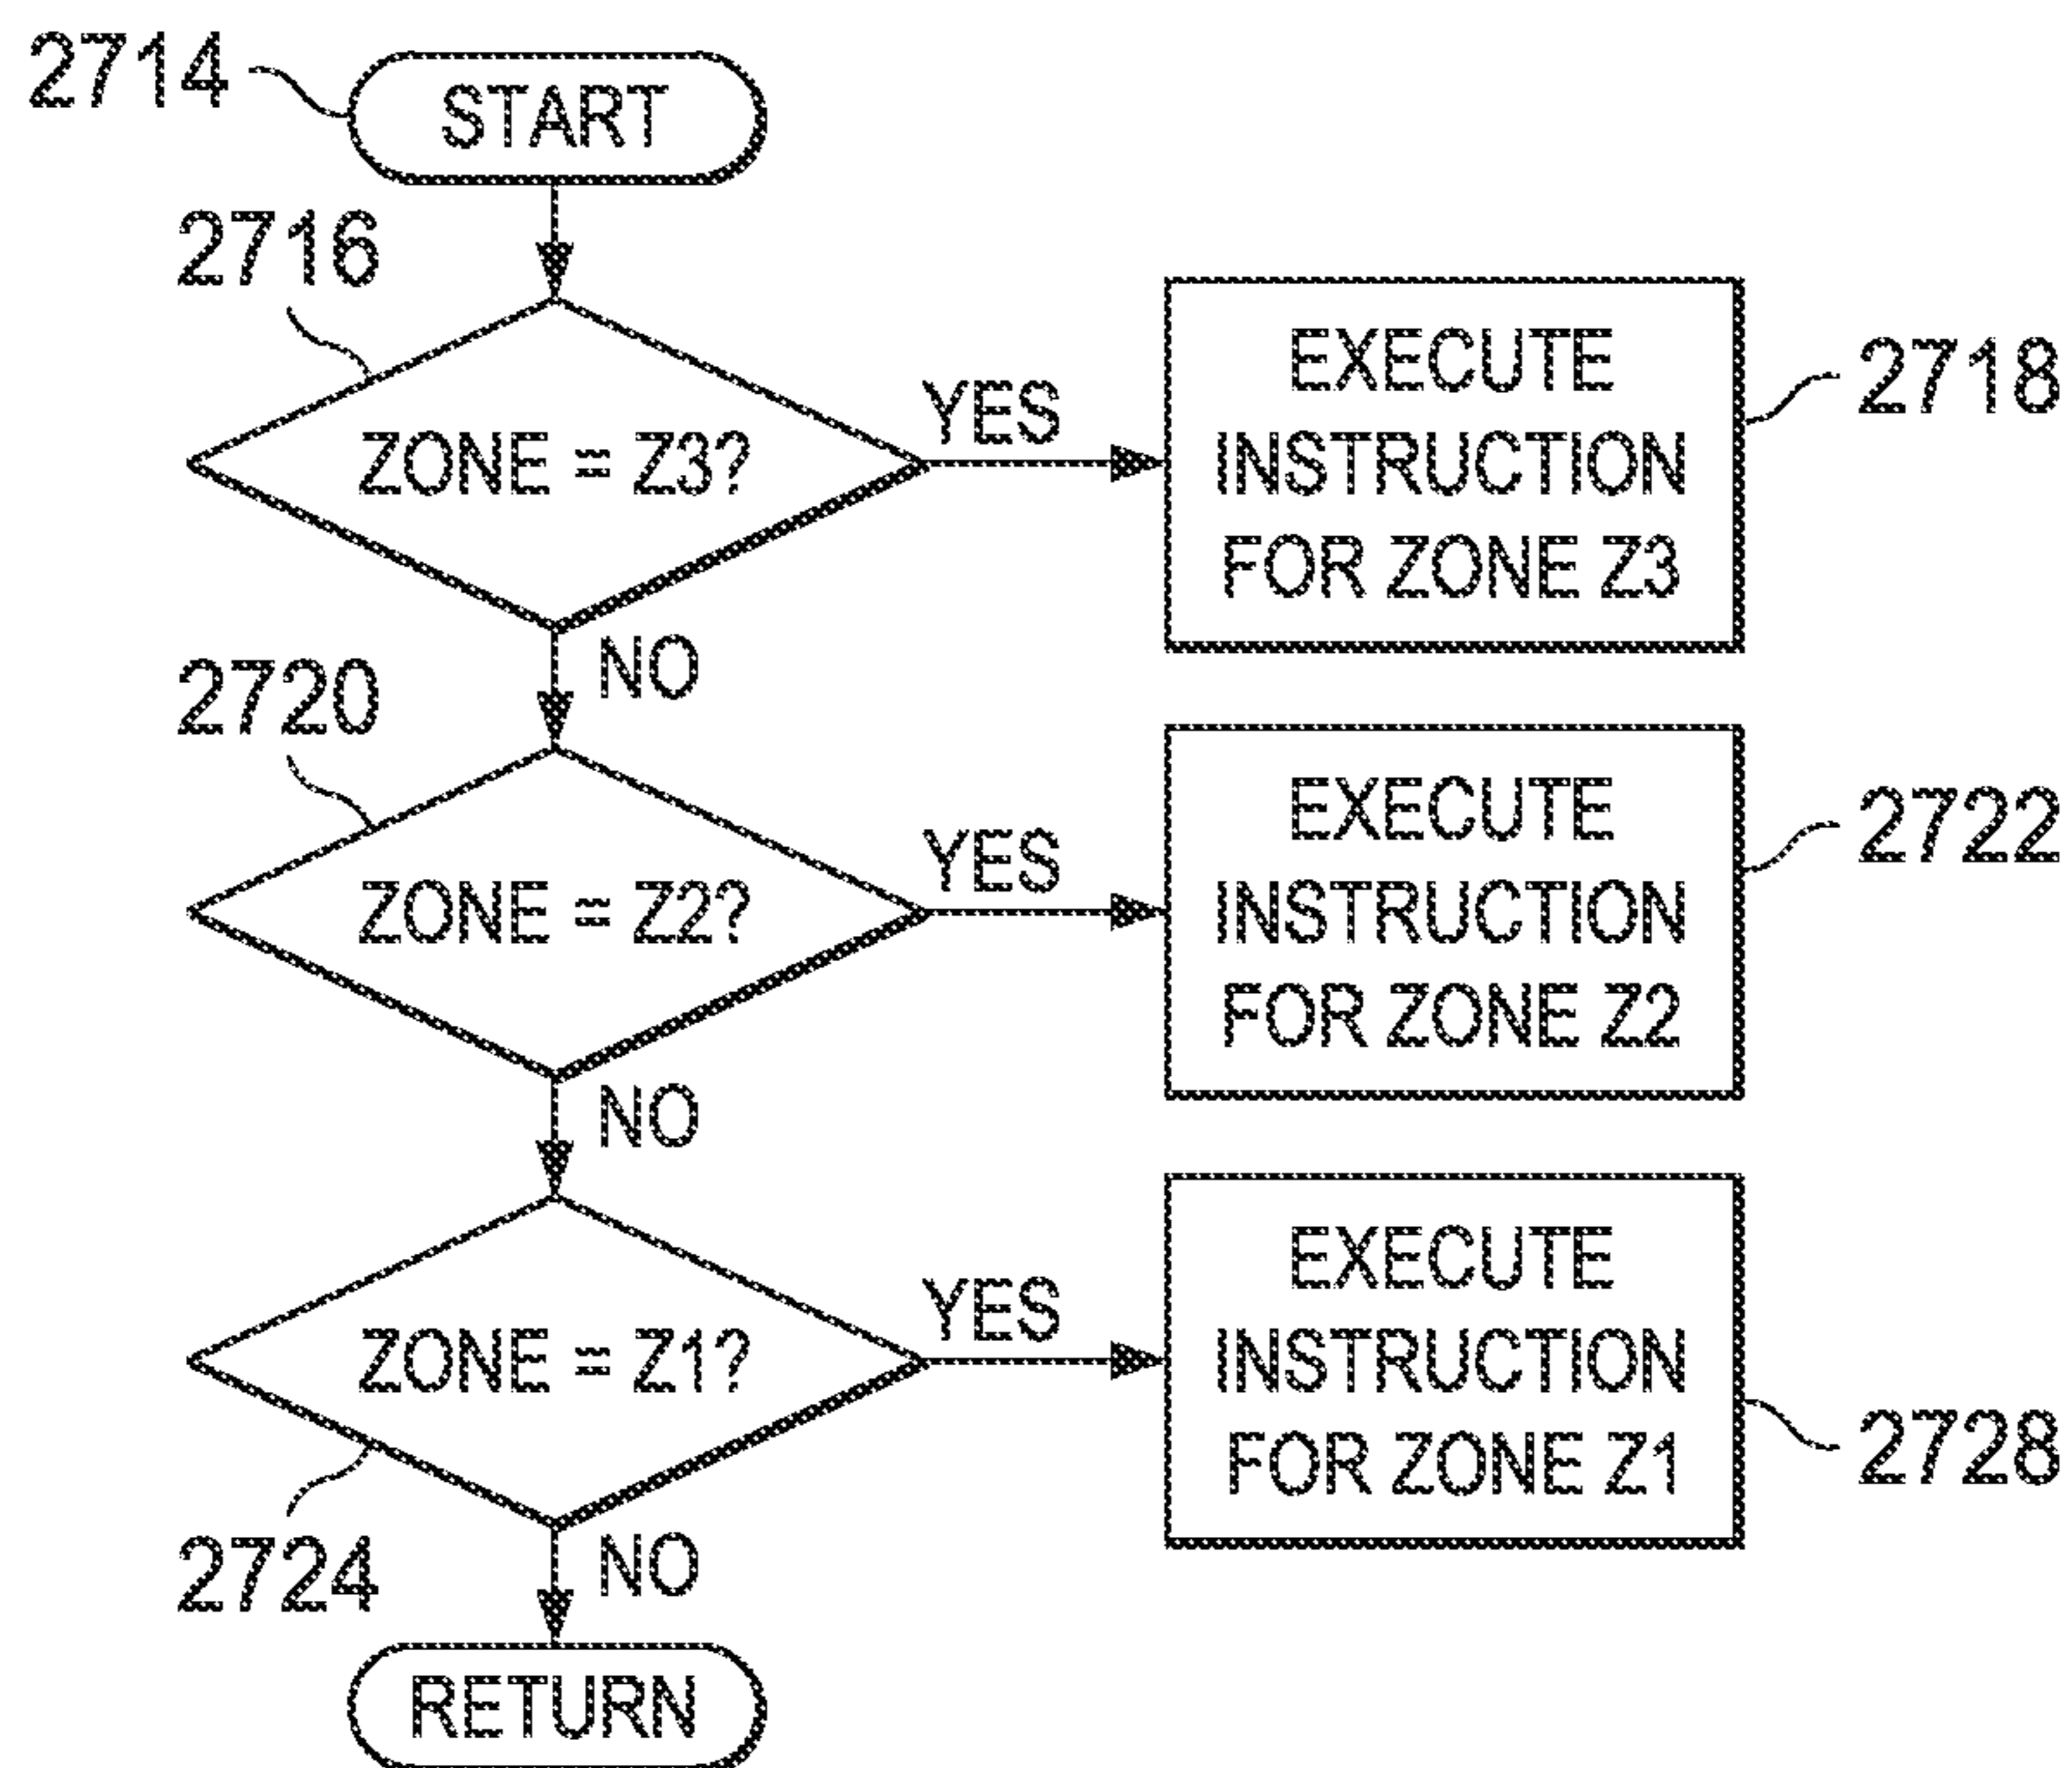 2714
START
2716
ZONE = Z3?
YES
EXECUTE
INSTRUCTION
FOR ZONE Z3
2718
NO
2720
ZONE = Z2?
YES
EXECUTE
INSTRUCTION
FOR ZONE Z2
2722
NO
ZONE = Z1?
2724
YES
EXECUTE
INSTRUCTION
FOR ZONE Z1
2728
NO
RETURN